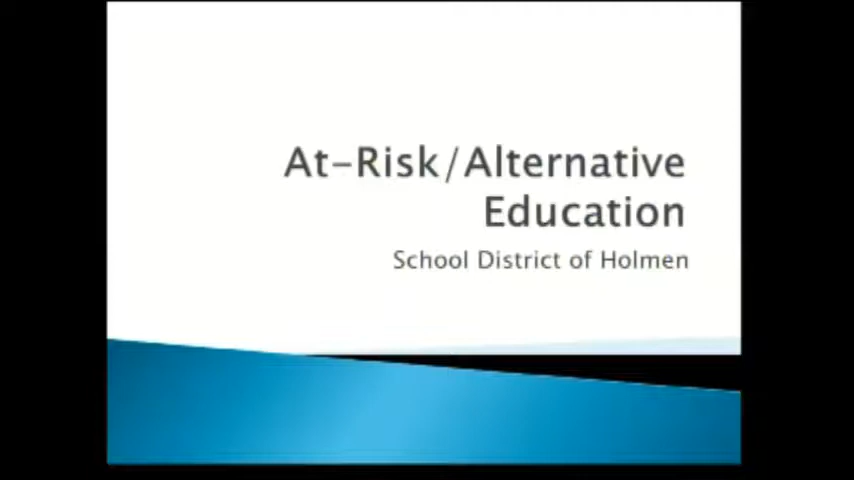 At-Risk/Alternative
Education
School District of Holmen